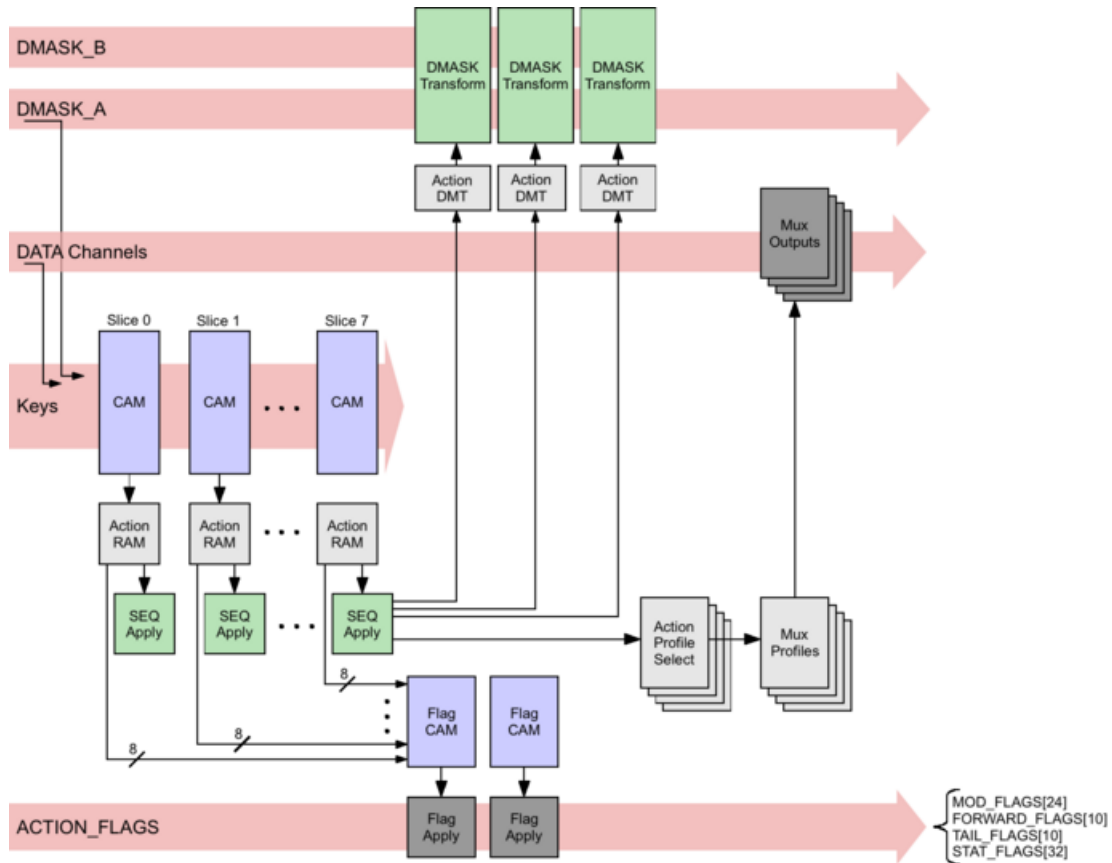 DMASK_B
DMASK
Transform
DMASK
Transform
DMASK
Transform
DMASK_A
Action
DMT
Action
DMT
Action
DMT
Mux
Outputs
DATA Channels
Slice 0
Slice 1
Slice 7
Keys
CAM
CAM
CAM
Action
RAM
Action
RAM
Action
RAM
SEQ
Apply
SEQ
Apply
SEQ
Apply
Action
Profile
Select
Mux
Profiles
8
8
8
Flag
CAM
Flag
CAM
ACTION_FLAGS
Flag
Apply
Flag
Apply
MOD_FLAGS[24]
FORWARD_FLAGS[10]
TAIL_FLAGS[10]
STAT_FLAGS[32]